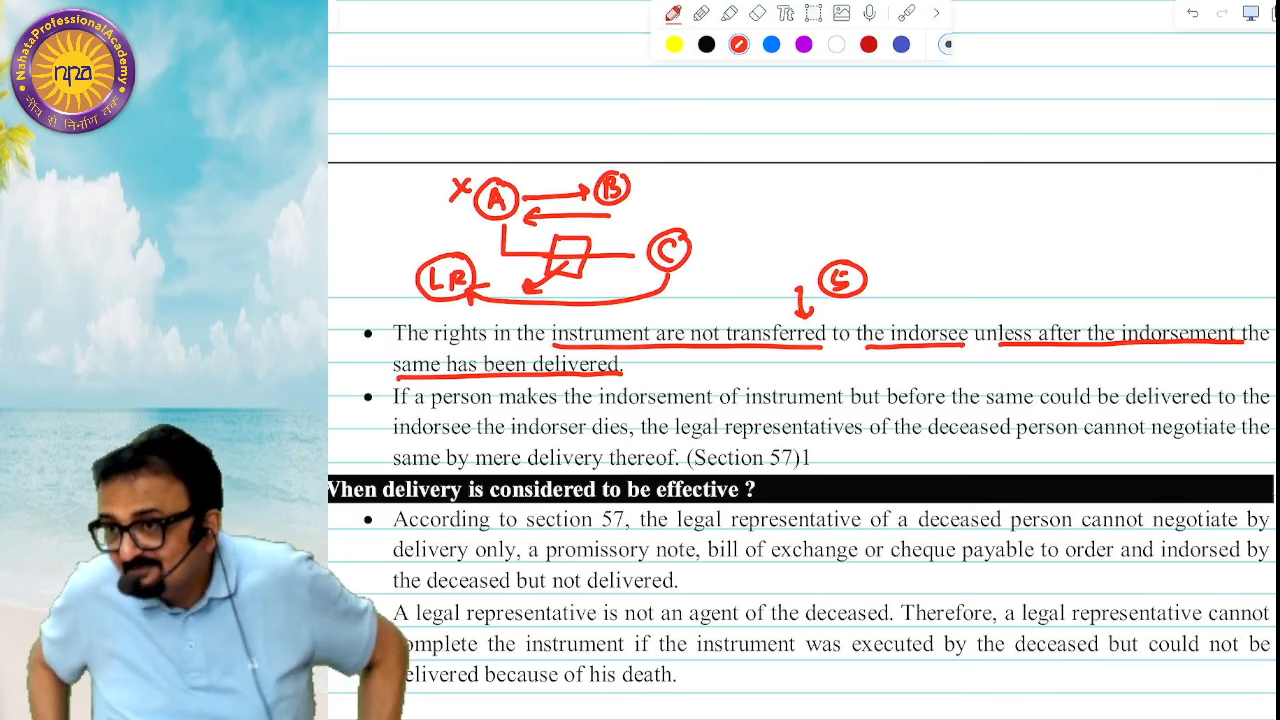 NahataProfessionalAcademy
npa
नींव से निर्माण तक
Tt
X A B
C
LR
5
The rights in the instrument are not transferred to the indorsee unless after the indorsement the
same has been delivered.
If a person makes the indorsement of instrument but before the same could be delivered to the
indorsee the indorser dies, the legal representatives of the deceased person cannot negotiate the
same by mere delivery thereof. (Section 57)1
When delivery is considered to be effective ?
According to section 57, the legal representative of a deceased person cannot negotiate by
delivery only, a promissory note, bill of exchange or cheque payable to order and indorsed by
the deceased but not delivered.
A legal representative is not an agent of the deceased. Therefore, a legal representative cannot
omplete the instrument if the instrument was executed by the deceased but could not be
elivered because of his death.